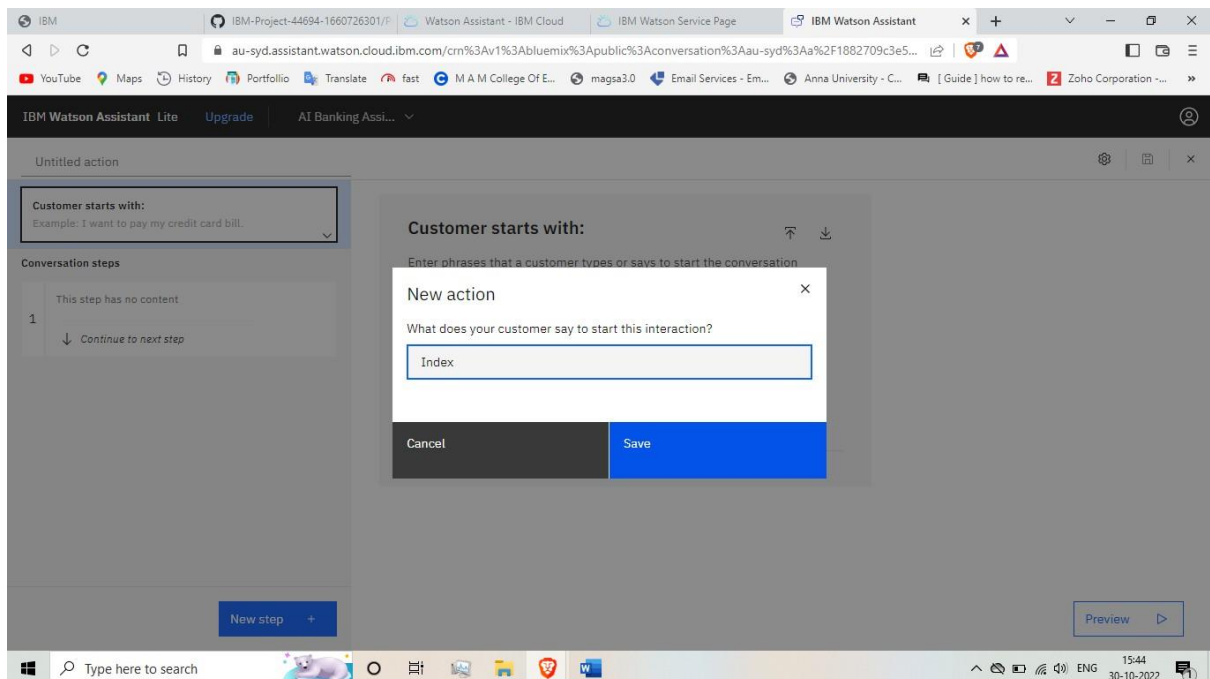 IBM
IBM-Project-44694-1660726301/
Watson Assistant - IBM Cloud
IBM Watson Service Page
IBM Watson Assistant
au-syd.assistant.watson.cloud.ibm.com/crn%3Av1%3Abluemix%3Apublic%3Aconversation%3Aau-syd%3Aa%2F1882709c3e5...
YouTube Maps History Portfolio Translate fast M A M College Of E... magsa3.0 Email Services - Em... Anna University - C... [ Guide ] how to re... Zoho Corporation -... »
IBM Watson Assistant Lite Upgrade AI Banking Assi...
Untitled action
Customer starts with:
Example: I want to pay my credit card bill.
Conversation steps
1
This step has no content
Continue to next step
New step +
Customer starts with:
Enter phrases that a customer types or says to start the conversation
New action
What does your customer say to start this interaction?
Index
Cancel
Save
Preview
Type here to search
ENG
15:44
30-10-2022